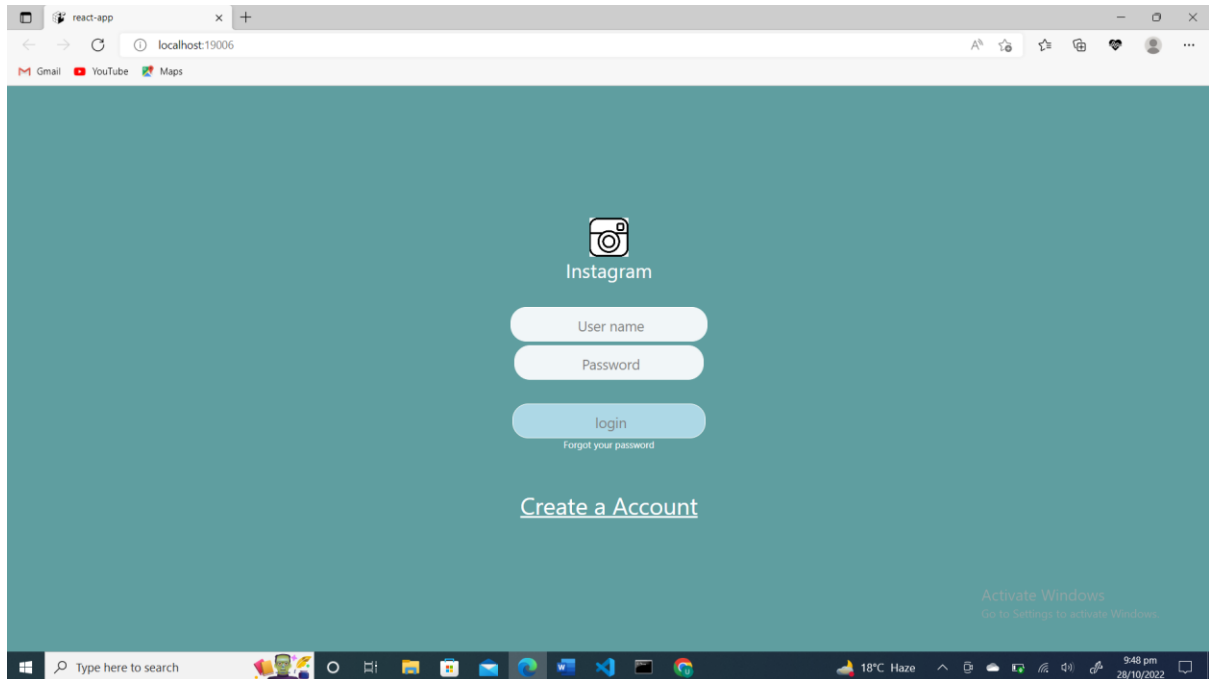 react-app
localhost:19006
Gmail YouTube Maps
Instagram
User name
Password
login
Forgot your password
Create a Account
Activate Windows
Go to Settings to activate Windows.
Type here to search
18°C Haze
9:48 pm
28/10/2022